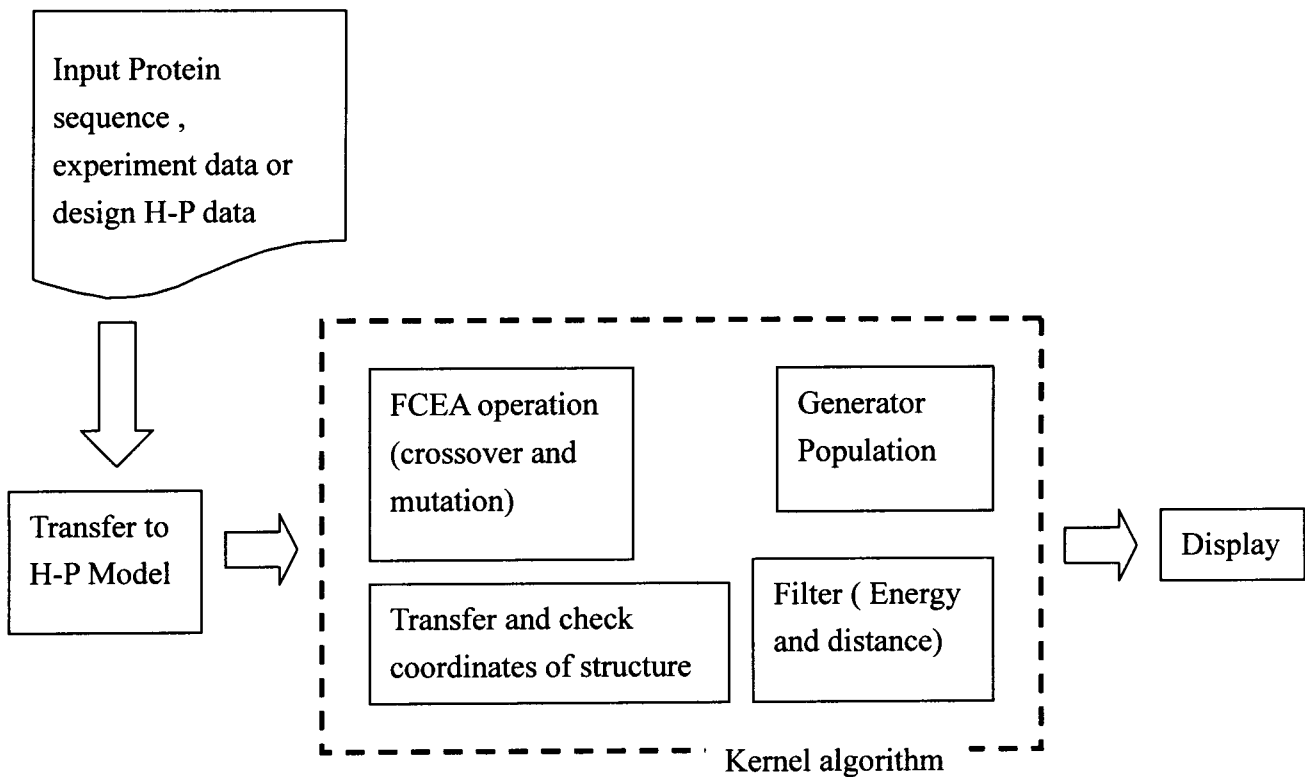 Input Protein
sequence ,
experiment data or
design H-P data
Transfer to
H-P Model
FCEA operation
(crossover and
mutation)
Generator
Population
Transfer and check
coordinates of structure
Filter ( Energy
and distance)
Kernel algorithm
Display